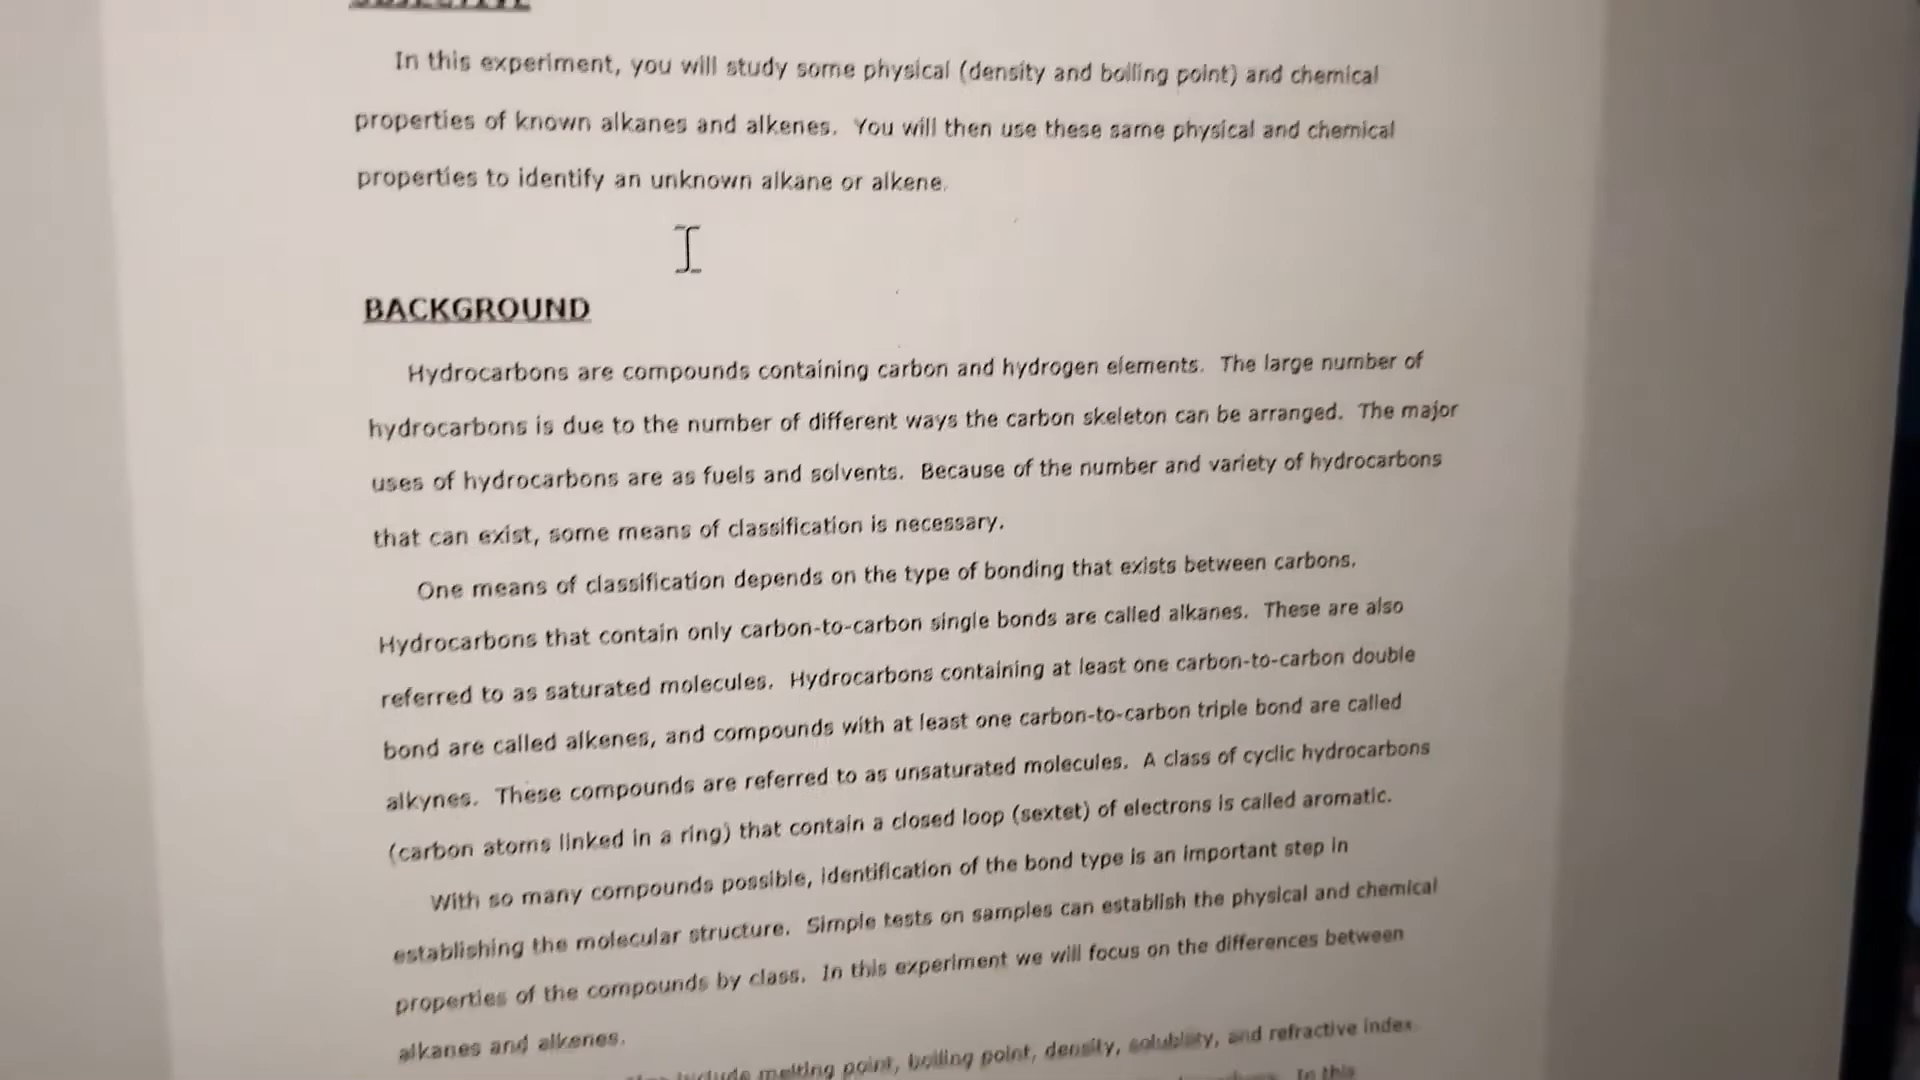 In this experiment, you will study some physical (density and boiling point) and chemical
properties of known alkanes and alkenes. You will then use these same physical and chemical
properties to identify an unknown alkane or alkene.
BACKGROUND
Hydrocarbons are compounds containing carbon and hydrogen elements. The large number of
hydrocarbons is due to the number of different ways the carbon skeleton can be arranged. The major
uses of hydrocarbons are as fuels and solvents. Because of the number and variety of hydrocarbons
that can exist, some means of classification is necessary.
One means of classification depends on the type of bonding that exists between carbons.
Hydrocarbons that contain only carbon-to-carbon single bonds are called alkanes. These are also
referred to as saturated molecules. Hydrocarbons containing at least one carbon-to-carbon double
bond are called alkenes, and compounds with at least one carbon-to-carbon triple bond are called
alkynes. These compounds are referred to as unsaturated molecules. A class of cyclic hydrocarbons
(carbon atoms linked in a ring) that contain a closed loop (sextet) of electrons is called aromatic.
With so many compounds possible, identification of the bond type is an important step in
establishing the molecular structure. Simple tests on samples can establish the physical and chemical
properties of the compounds by class. In this experiment we will focus on the differences between
alkanes and alkenes.
include melting point, boiling point, density, solubility, and refractive index
In this